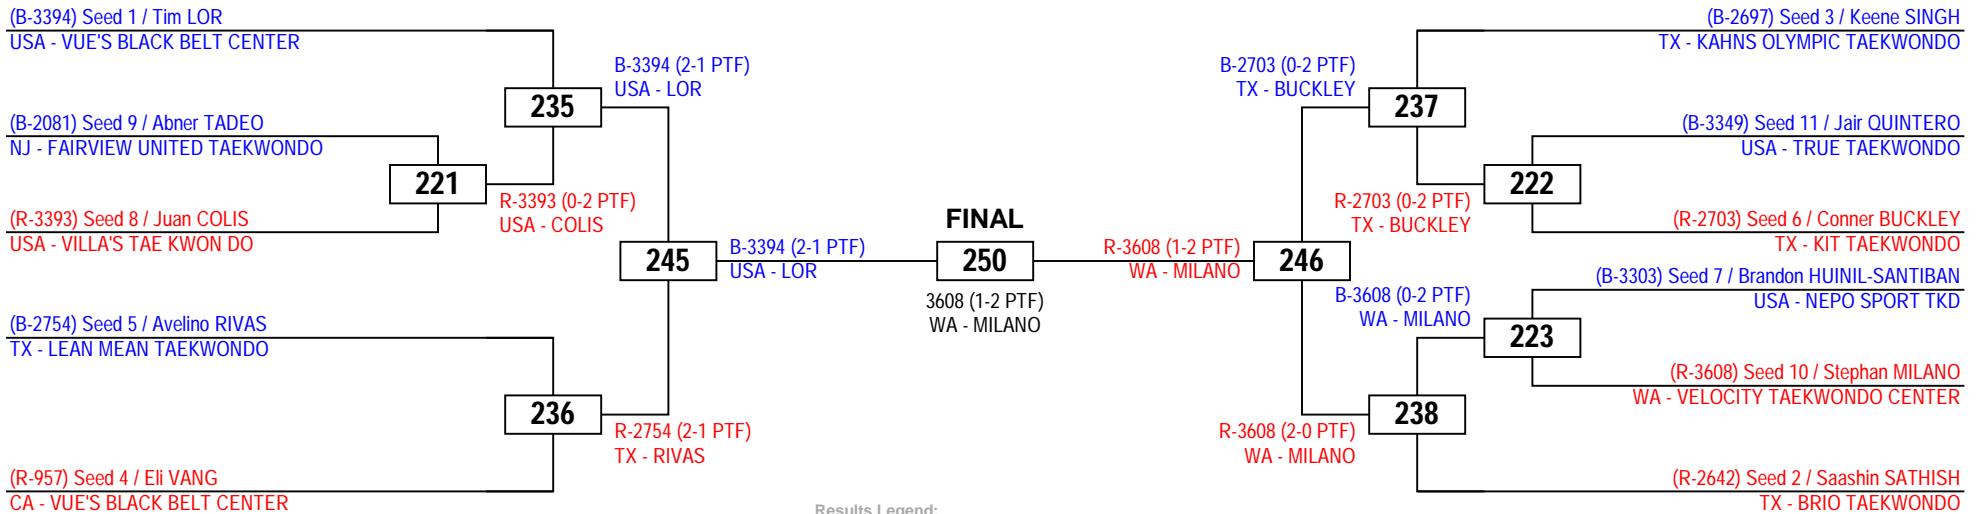 (B-3394) Seed 1 / Tim LOR
USA - VUE'S BLACK BELT CENTER
(B-2081) Seed 9 / Abner TADEO
NJ - FAIRVIEW UNITED TAEKWONDO
(R-3393) Seed 8 / Juan COLIS
USA - VILLA'S TAE KWON DO
(B-2754) Seed 5 / Avelino RIVAS
TX - LEAN MEAN TAEKWONDO
(R-957) Seed 4 / Eli VANG
CA - VUE'S BLACK BELT CENTER
221
R-3393 (0-2 PTF)
USA - COLIS
235
B-3394 (2-1 PTF)
USA - LOR
236
R-2754 (2-1 PTF)
TX - RIVAS
245
B-3394 (2-1 PTF)
USA - LOR
FINAL
250
3608 (1-2 PTF)
WA - MILANO
R-3608 (1-2 PTF)
WA - MILANO
246
B-2703 (0-2 PTF)
TX - BUCKLEY
237
R-2703 (0-2 PTF)
TX - BUCKLEY
222
B-3608 (0-2 PTF)
WA - MILANO
223
R-3608 (2-0 PTF)
WA - MILANO
238
(B-2697) Seed 3 / Keene SINGH
TX - KAHNS OLYMPIC TAEKWONDO
(B-3349) Seed 11 / Jair QUINTERO
USA - TRUE TAEKWONDO
(R-2703) Seed 6 / Conner BUCKLEY
TX - KIT TAEKWONDO
(B-3303) Seed 7 / Brandon HUINIL-SANTIBAN
USA - NEPO SPORT TKD
(R-3608) Seed 10 / Stephan MILANO
WA - VELOCITY TAEKWONDO CENTER
(R-2642) Seed 2 / Saashin SATHISH
TX - BRIO TAEKWONDO
Results Legend: